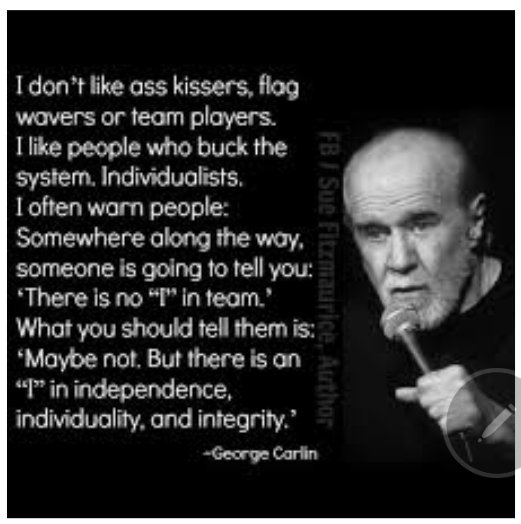 I don't like ass kissers, flag
wavers or team players.
I like people who buck the
system. Individualists.
I often warn people:
Somewhere along the way,
someone is going to tell you:
‘There is no “I” in team.’
What you should tell them is:
‘Maybe not. But there is an
“I” in independence,
individuality, and integrity.’
~George Carlin
FB / Sue Fitzmaurice, Author